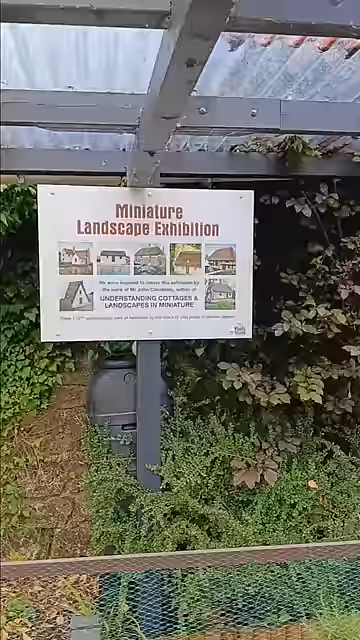 Miniature
Landscape Exhibition
We were inspired to create this exhibition by
the work of Mr John Constable, author of
UNDERSTANDING COTTAGES &
LANDSCAPES IN MINIATURE